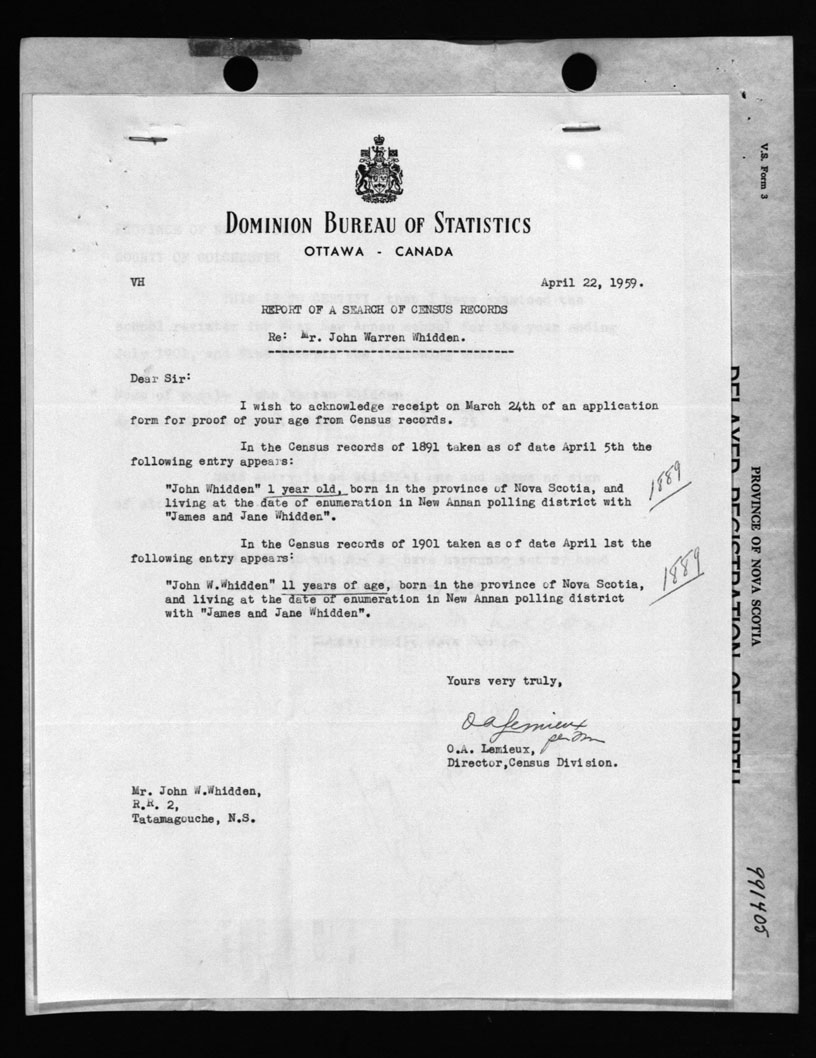 DOMINION BUREAU OF STATISTICS
OTTAWA - CANADA
VH
April 22, 1959.
REPORT OF A SEARCH OF CENSUS RECORDS
Re: Mr. John Warren Whidden.
Dear Sir:
I wish to acknowledge receipt on March 24th of an application
form for proof of your age from Census records.
In the Census records of 1891 taken as of date April 5th the
following entry appears:
"John Whidden" 1 year old, born in the province of Nova Scotia, and
living at the date of enumeration in New Annan polling district with
"James and Jane Whidden".
1889
In the Census records of 1901 taken as of date April 1st the
following entry appears:
"John W.Whidden" 11 years of age, born in the province of Nova Scotia,
and living at the date of enumeration in New Annan polling district
with "James and Jane Whidden".
1889
Yours very truly,
O A Lemieux
O.A. Lemieux,
Director,Census Division.
Mr. John W.Whidden,
R.R. 2,
Tatamagouche, N.S.
V.S. Form 3
PROVINCE OF NOVA SCOTIA
DELAYED REGISTRATION OF BIRTH
991405